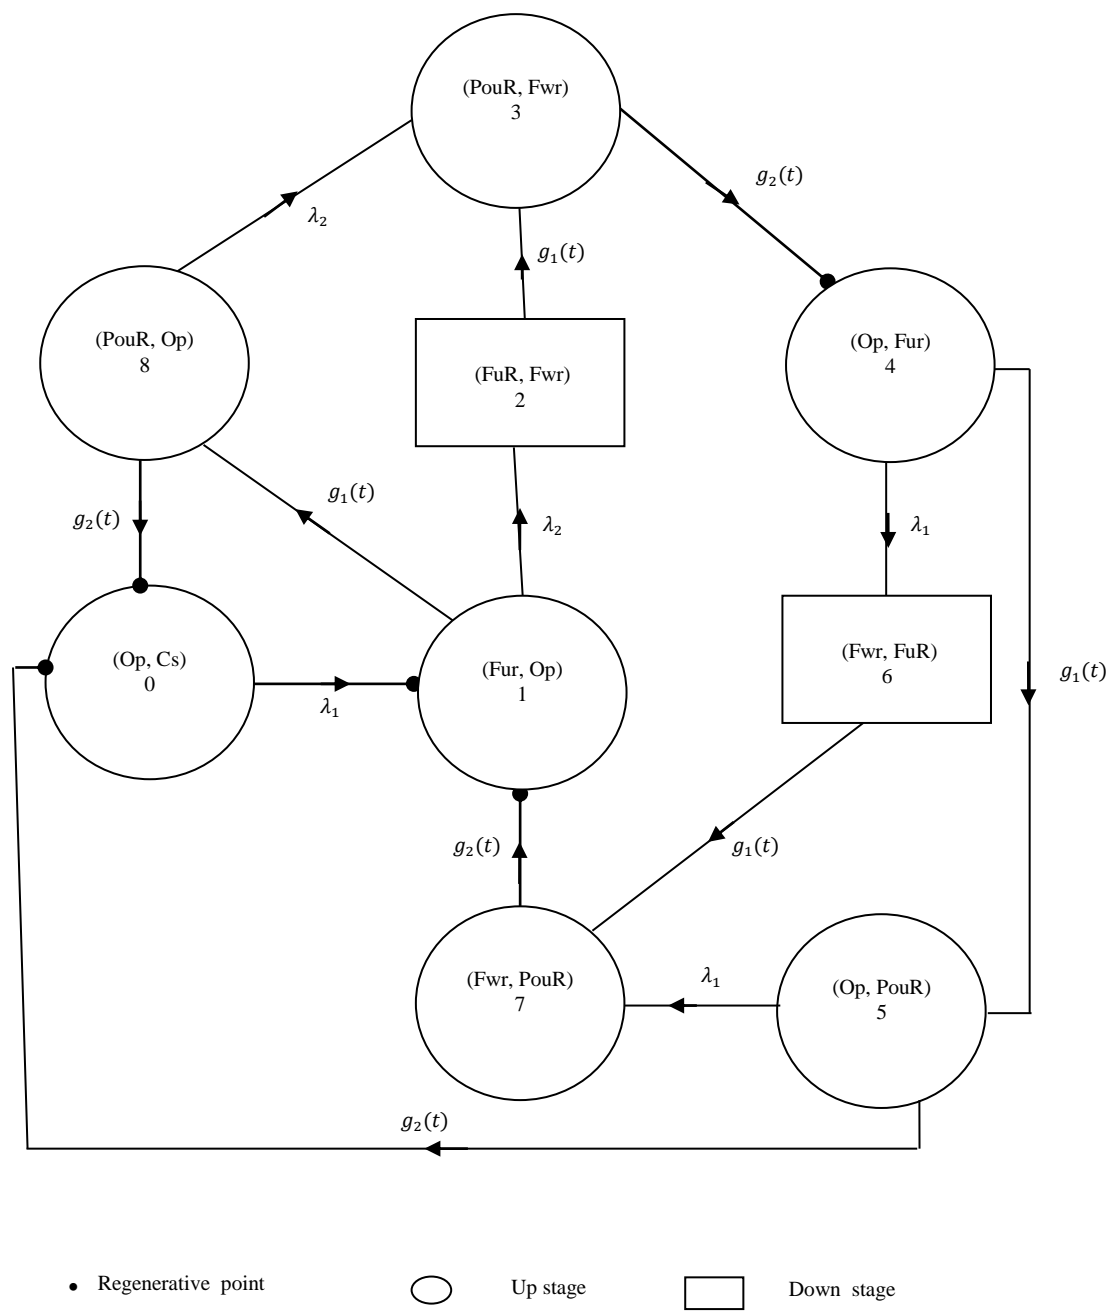 (PouR, Fwr)
3
g₂(t)
λ₂
g₁(t)
(PouR, Op)
8
(FuR, Fwr)
2
(Op, Fur)
4
g₁(t)
g₂(t)
λ₂
λ₁
(Op, Cs)
0
λ₁
(Fur, Op)
1
(Fwr, FuR)
6
g₁(t)
g₂(t)
g₁(t)
(Fwr, PouR)
7
λ₁
(Op, PouR)
5
g₂(t)
Regenerative point
Up stage
Down stage